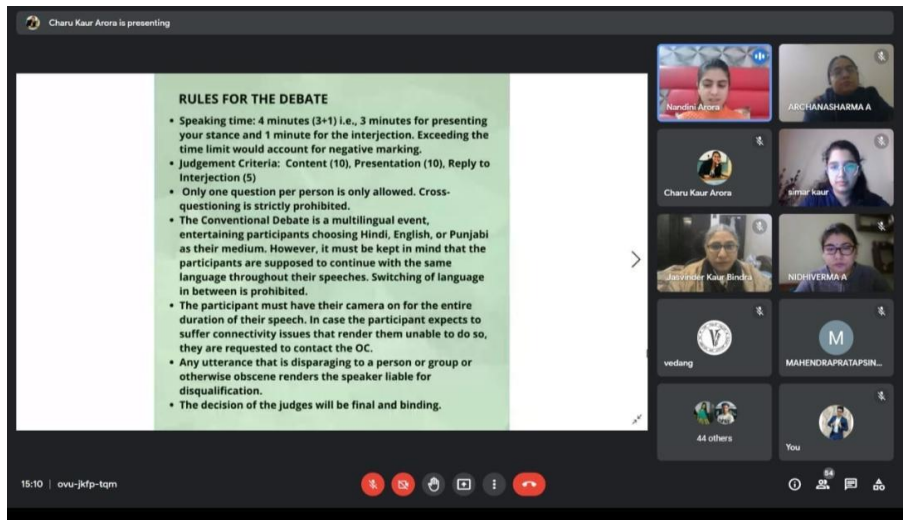 Charu Kaur Arora is presenting
RULES FOR THE DEBATE
• Speaking time: 4 minutes (3+1) i.e., 3 minutes for presenting
your stance and 1 minute for the interjection. Exceeding the
time limit would account for negative marking.
• Judgement Criteria: Content (10), Presentation (10), Reply to
Interjection (5)
• Only one question per person is only allowed. Cross-
questioning is strictly prohibited.
• The Conventional Debate is a multilingual event,
entertaining participants choosing Hindi, English, or Punjabi
as their medium. However, it must be kept in mind that the
participants are supposed to continue with the same
language throughout their speeches. Switching of language
in between is prohibited.
• The participant must have their camera on for the entire
duration of their speech. In case the participant expects to
suffer connectivity issues that render them unable to do so,
they are requested to contact the OC.
• Any utterance that is disparaging to a person or group or
otherwise obscene renders the speaker liable for
disqualification.
• The decision of the judges will be final and binding.
Nandini Arora
ARCHANASHARMA A
Charu Kaur Arora
simar kaur
Jasvinder Kaur Bindra
NIDHIVERMA A
V
vedang
M
MAHENDRAPRATAPSIN...
44 others
You
15:10 | ovu-jkfp-tqm
54